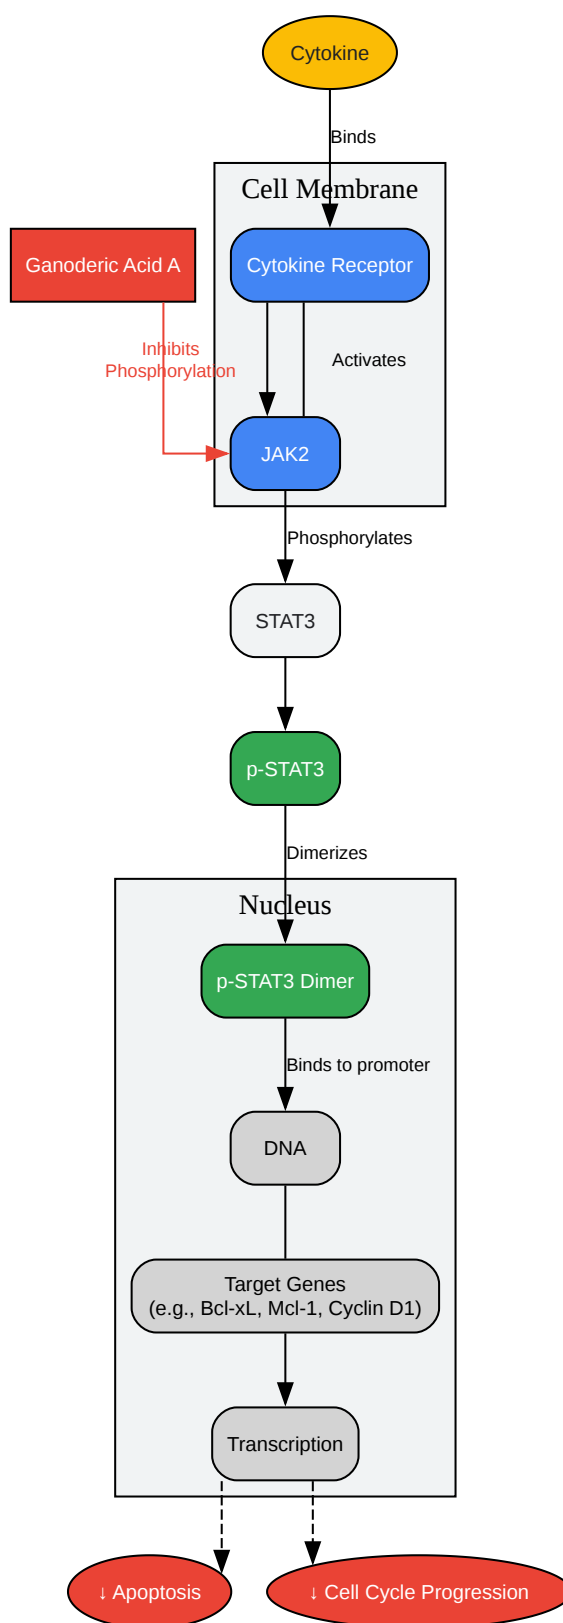 Cytokine
Binds
Cell Membrane
Ganoderic Acid A
Cytokine Receptor
Inhibits
Phosphorylation
Activates
JAK2
Phosphorylates
STAT3
p-STAT3
Dimerizes
Nucleus
p-STAT3 Dimer
Binds to promoter
DNA
Target Genes
(e.g., Bcl-xL, Mcl-1, Cyclin D1)
Transcription
↓ Apoptosis
↓ Cell Cycle Progression